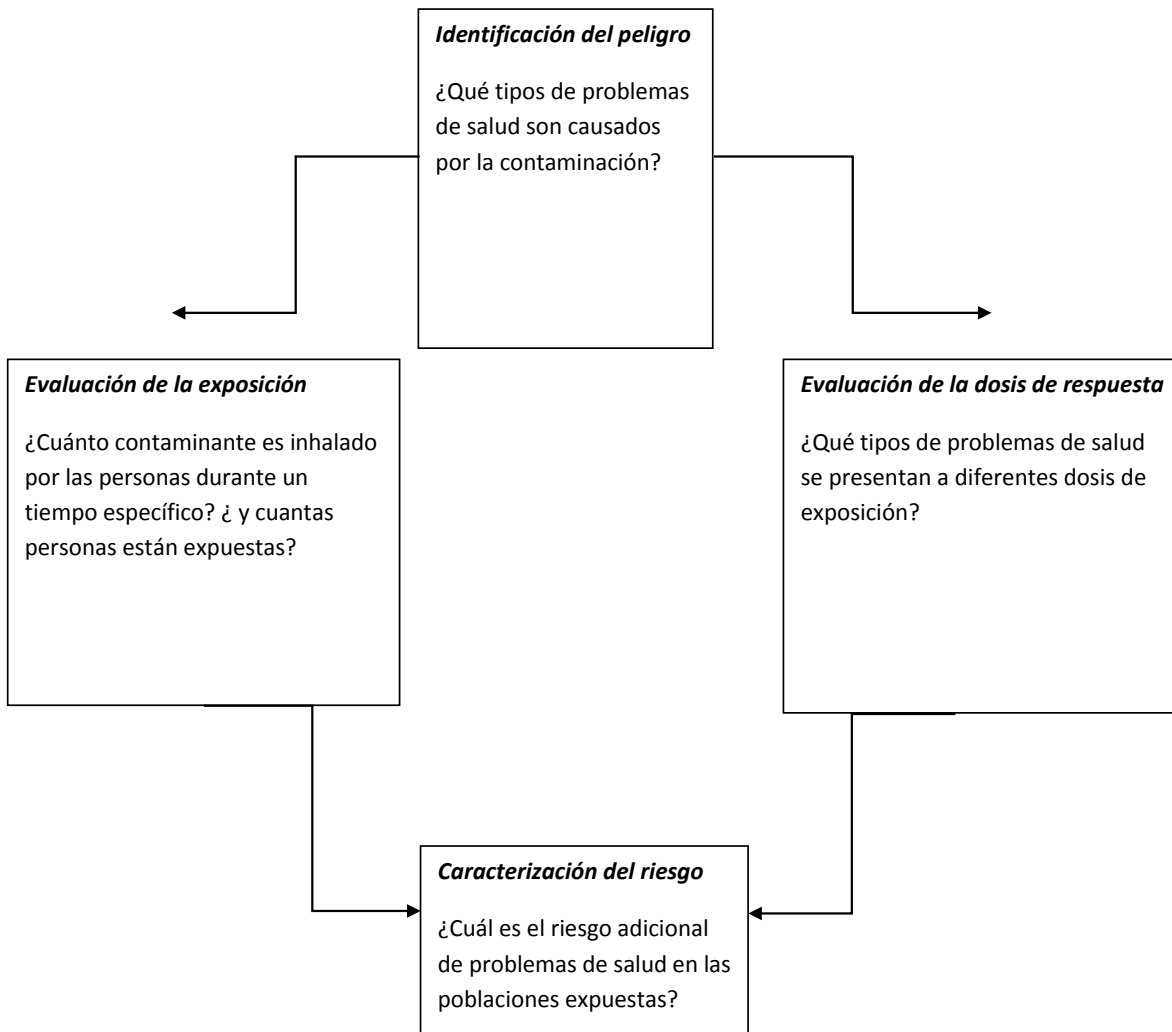 Identificación del peligro
¿Qué tipos de problemas
de salud son causados
por la contaminación?
Evaluación de la exposición
¿Cuánto contaminante es inhalado
por las personas durante un
tiempo específico? ¿ y cuantas
personas están expuestas?
Evaluación de la dosis de respuesta
¿Qué tipos de problemas de salud
se presentan a diferentes dosis de
exposición?
Caracterización del riesgo
¿Cuál es el riesgo adicional
de problemas de salud en las
poblaciones expuestas?